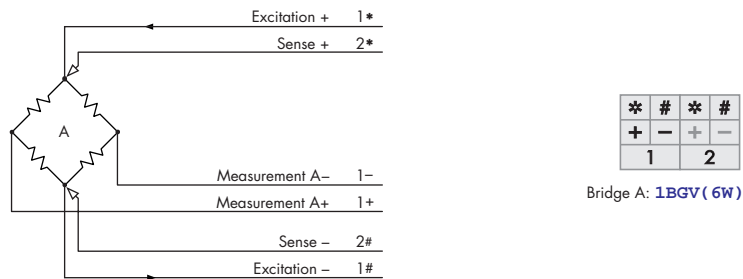 Excitation + 1*
Sense + 2*
A
Measurement A– 1–
Measurement A+ 1+
Sense – 2#
Excitation – 1#
* # * #
+ – + –
1 2
Bridge A: 1BGV(6W)